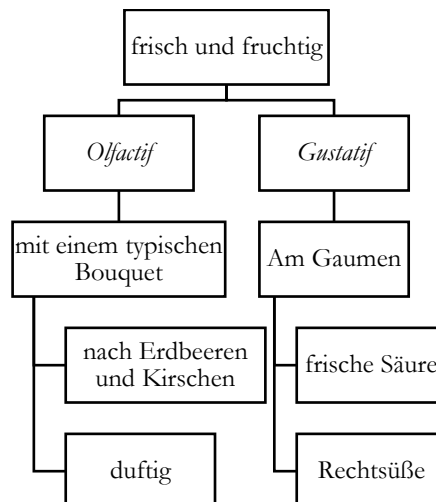 frisch und fruchtig
Olfactif
Gustatif
mit einem typischen
Bouquet
Am Gaumen
nach Erdbeeren
und Kirschen
frische Säure
duftig
Rechtsüße